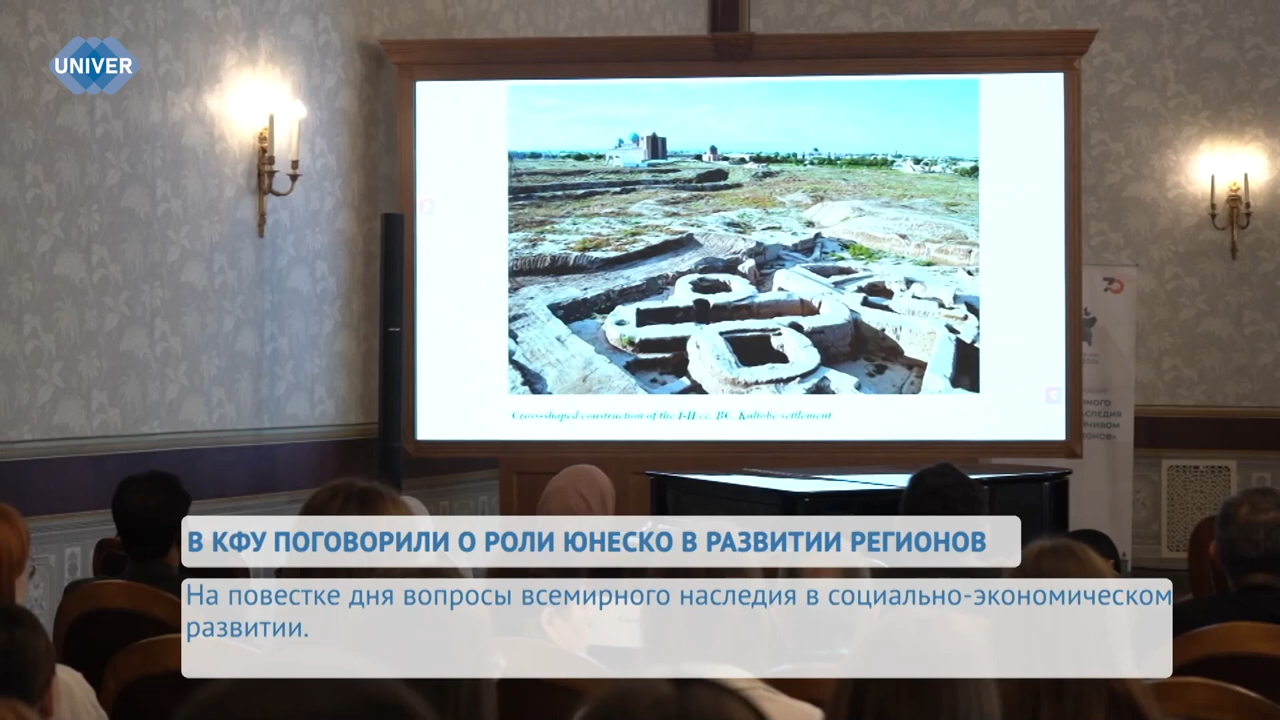 UNIVER
Cross-shaped construction of the I-II cc. BC. Kultobe settlement
В КФУ ПОГОВОРИЛИ О РОЛИ ЮНЕСКО В РАЗВИТИИ РЕГИОНОВ
На повестке дня вопросы всемирного наследия в социально-экономическом
развитии.